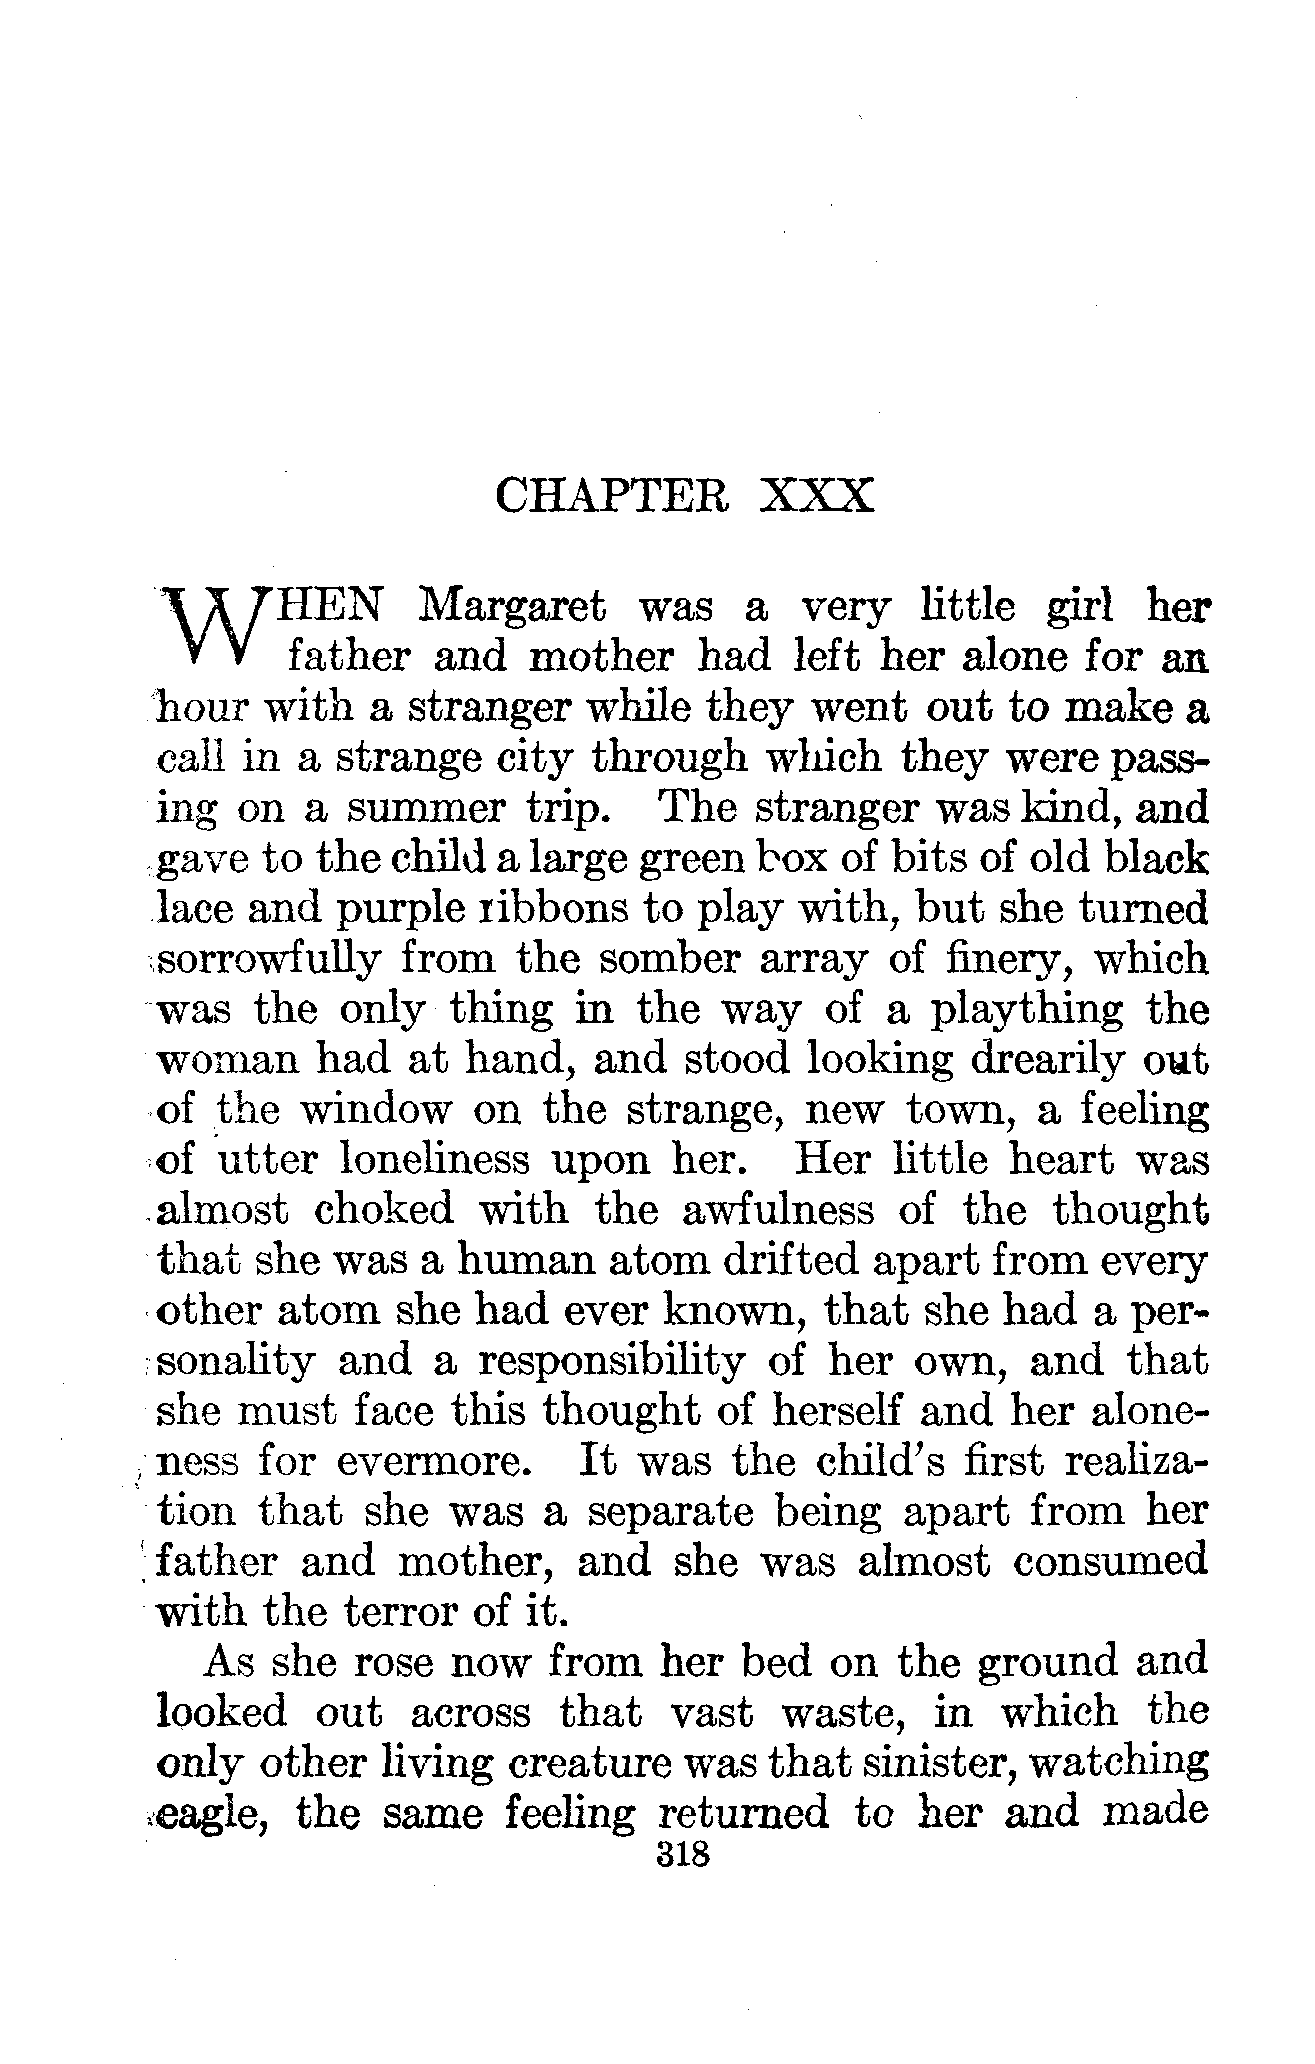 CHAPTER XXX
WHEN Margaret was a very little girl her
father and mother had left her alone for an
hour with a stranger while they went out to make a
call in a strange city through which they were pass-
ing on a summer trip. The stranger was kind, and
gave to the child a large green box of bits of old black
lace and purple ribbons to play with, but she turned
sorrowfully from the somber array of finery, which
was the only thing in the way of a plaything the
woman had at hand, and stood looking drearily out
of the window on the strange, new town, a feeling
of utter loneliness upon her. Her little heart was
almost choked with the awfulness of the thought
that she was a human atom drifted apart from every
other atom she had ever known, that she had a per-
sonality and a responsibility of her own, and that
she must face this thought of herself and her alone-
ness for evermore. It was the child's first realiza-
tion that she was a separate being apart from her
father and mother, and she was almost consumed
with the terror of it.
As she rose now from her bed on the ground and
looked out across that vast waste, in which the
only other living creature was that sinister, watching
eagle, the same feeling returned to her and made
318